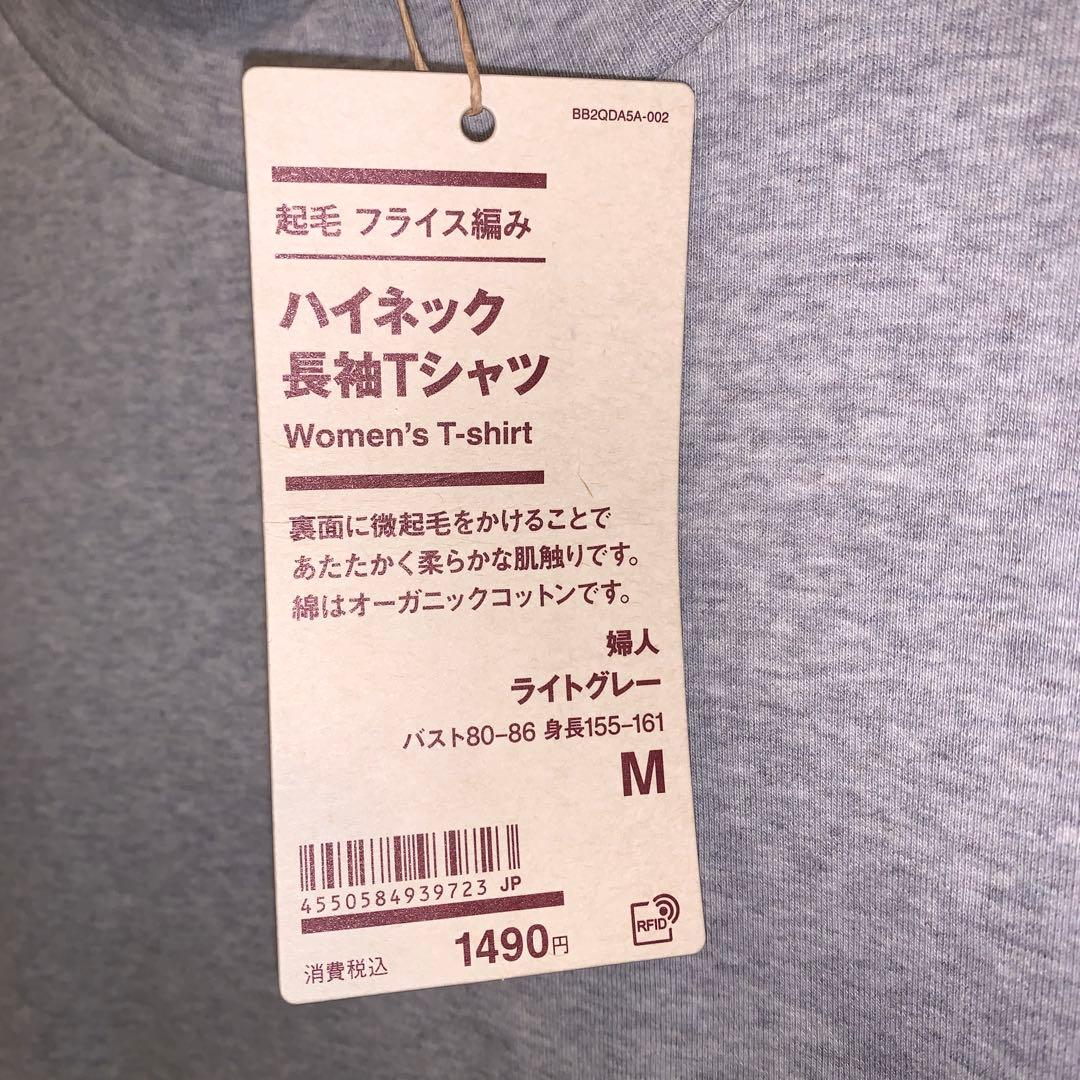 BB2QDA5A-002
起毛 フライス編み
ハイネック
長袖Tシャツ
Women's T-shirt
裏面に微起毛をかけることで
あたたかく柔らかな肌触りです。
綿はオーガニックコットンです。
婦人
ライトグレー
バスト80-86 身長155-161
M
4550584939723 JP
RFID
消費税込 1490円